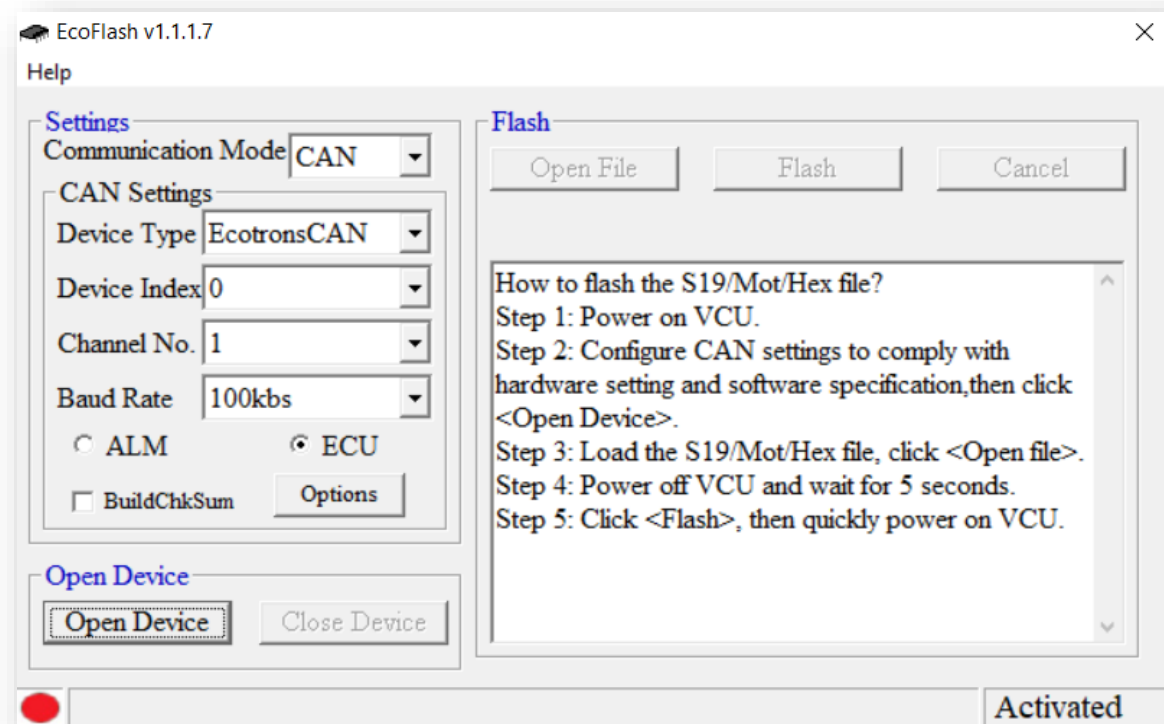 EcoFlash v1.1.1.7
Help
Settings
Communication Mode CAN
CAN Settings
Device Type EcotronsCAN
Device Index 0
Channel No. 1
Baud Rate 100kbs
ALM ECU
BuildChkSum Options
Open Device
Open Device Close Device
Flash
Open File Flash Cancel
How to flash the S19/Mot/Hex file?
Step 1: Power on VCU.
Step 2: Configure CAN settings to comply with
hardware setting and software specification,then click
<Open Device>.
Step 3: Load the S19/Mot/Hex file, click <Open file>.
Step 4: Power off VCU and wait for 5 seconds.
Step 5: Click <Flash>, then quickly power on VCU.
Activated